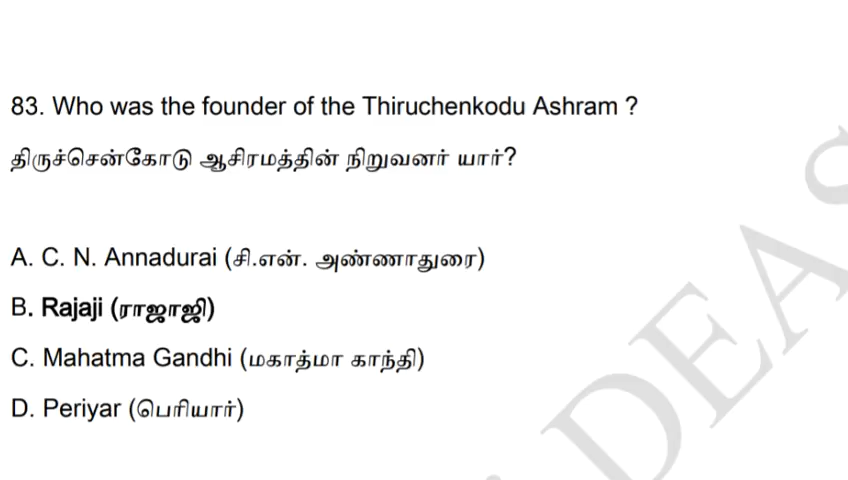 83. Who was the founder of the Thiruchenkodu Ashram ?
திருச்சென்கோடு ஆசிரமத்தின் நிறுவனர் யார்?
A. C. N. Annadurai (சி.என். அண்ணாதுரை)
B. Rajaji (ராஜாஜி)
C. Mahatma Gandhi (மகாத்மா காந்தி)
D. Periyar (பெரியார்)
DEAS